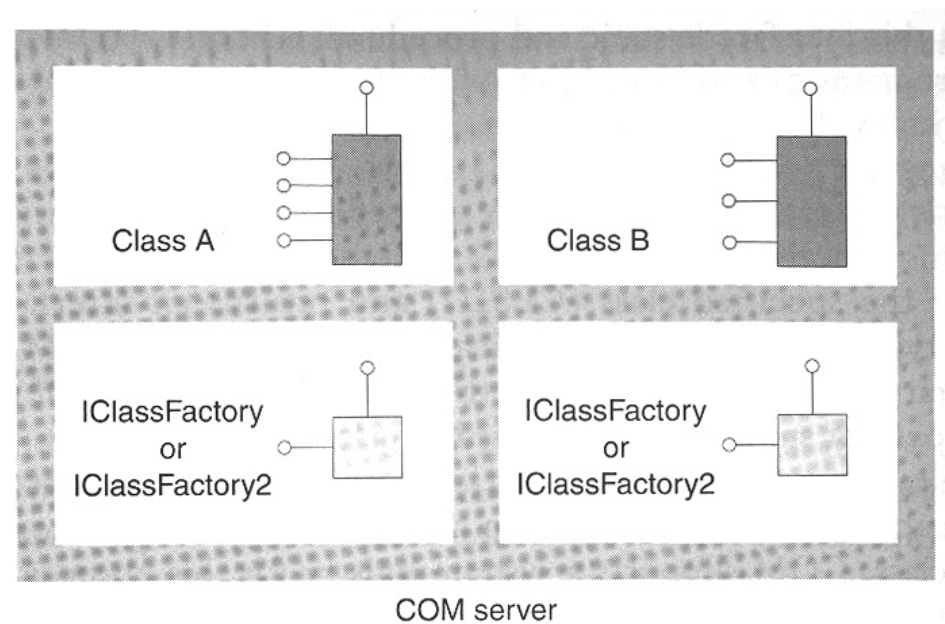 Class A
Class B
IClassFactory
or
IClassFactory2
IClassFactory
or
IClassFactory2
COM server